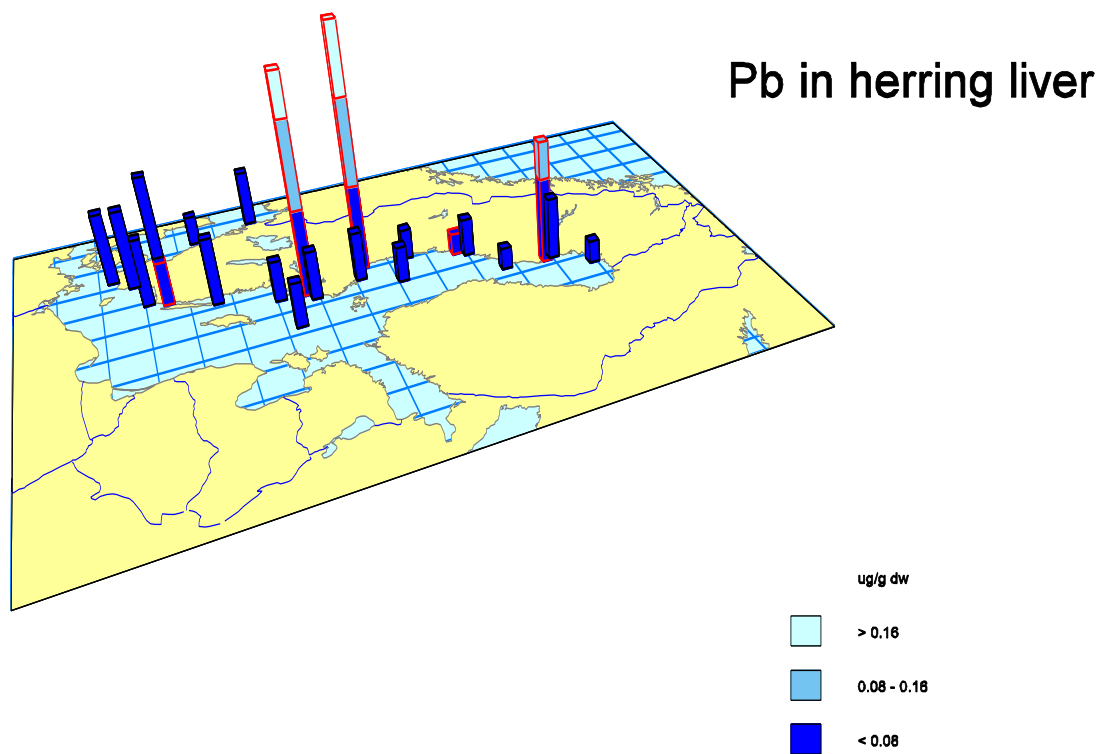 Pb in herring liver
ug/g dw
> 0.16
0.08 - 0.16
< 0.08